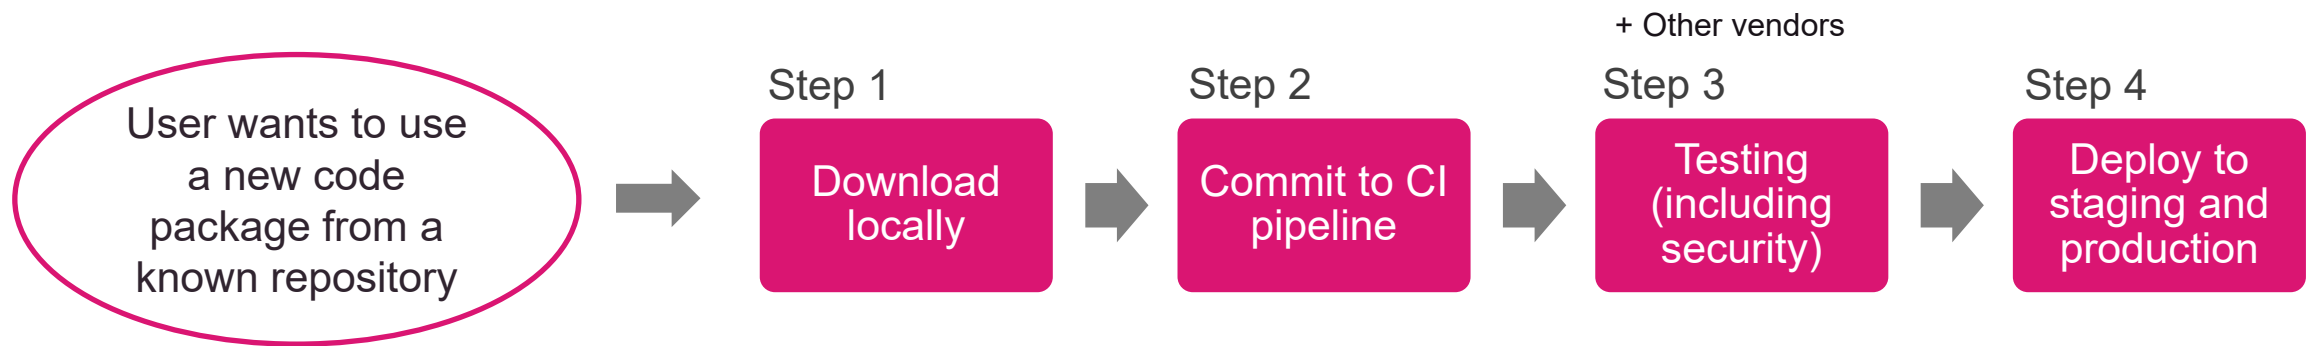 + Other vendors
User wants to use
a new code
package from a
known repository
Step 1
Download
locally
Step 2
Commit to CI
pipeline
Step 3
Testing
(including
security)
Step 4
Deploy to
staging and
production